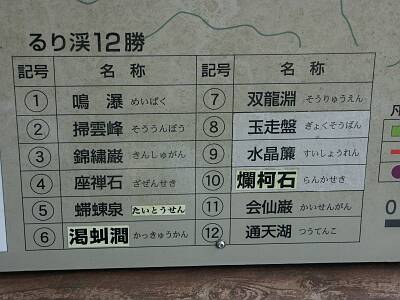 るり渓12勝
記号 名称 記号 名称
① 鳴瀑 めいばく ⑦ 双龍淵 そうりゅうえん
② 掃雲峰 そううんぽう ⑧ 玉走盤 ぎょくそうばん
③ 錦繍巌 きんしゅがん ⑨ 水晶簾 すいしょうれん
④ 座禅石 ざぜんせき ⑩ 爛柯石 らんかせき
⑤ 螮蝀泉 たいとうせん ⑪ 会仙巌 かいせんがん
⑥ 渇虬澗 かっきゅうかん ⑫ 通天湖 つうてんこ
凡
0